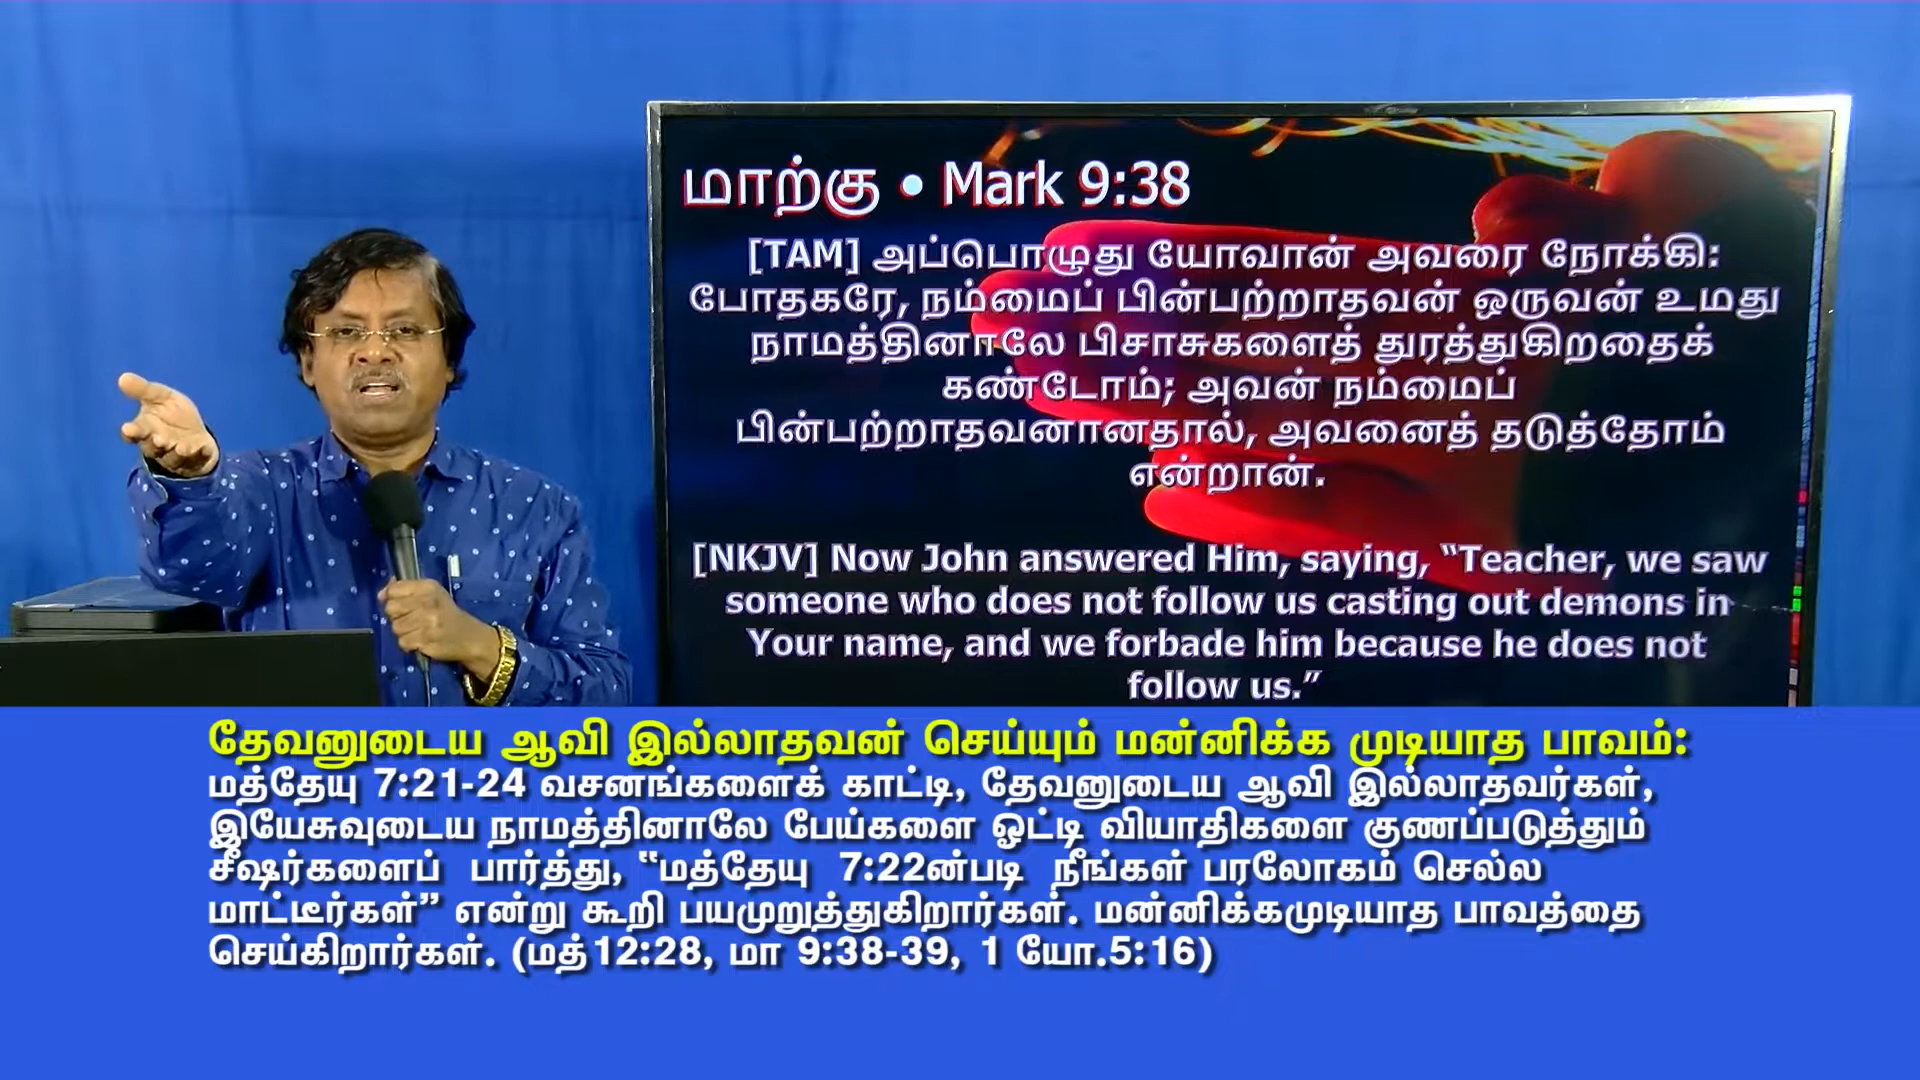 மாற்கு • Mark 9:38
[TAM] அப்பொழுது யோவான் அவரை நோக்கி:
போதகரே, நம்மைப் பின்பற்றாதவன் ஒருவன் உமது
நாமத்தினாலே பிசாசுகளைத் துரத்துகிறதைக்
கண்டோம்; அவன் நம்மைப்
பின்பற்றாதவனானதால், அவனைத் தடுத்தோம்
என்றான்.
[NKJV] Now John answered Him, saying, “Teacher, we saw
someone who does not follow us casting out demons in
Your name, and we forbade him because he does not
follow us.”
தேவனுடைய ஆவி இல்லாதவன் செய்யும் மன்னிக்க முடியாத பாவம்:
மத்தேயு 7:21-24 வசனங்களைக் காட்டி, தேவனுடைய ஆவி இல்லாதவர்கள்,
இயேசுவுடைய நாமத்தினாலே பேய்களை ஓட்டி வியாதிகளை குணப்படுத்தும்
சீஷர்களைப் பார்த்து, “மத்தேயு 7:22ன்படி நீங்கள் பரலோகம் செல்ல
மாட்டீர்கள்” என்று கூறி பயமுறுத்துகிறார்கள். மன்னிக்கமுடியாத பாவத்தை
செய்கிறார்கள். (மத்12:28, மா 9:38-39, 1 யோ.5:16)